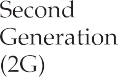 Second
Generation
(2G)